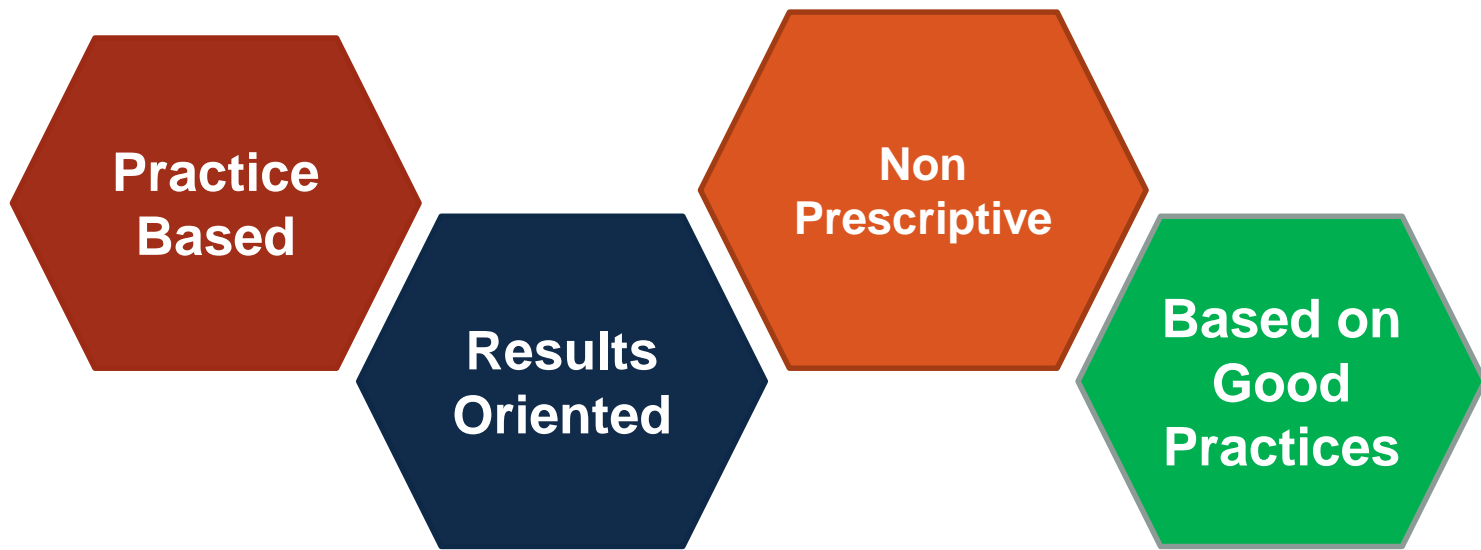 Practice
Based
Results
Oriented
Non
Prescriptive
Based on
Good
Practices